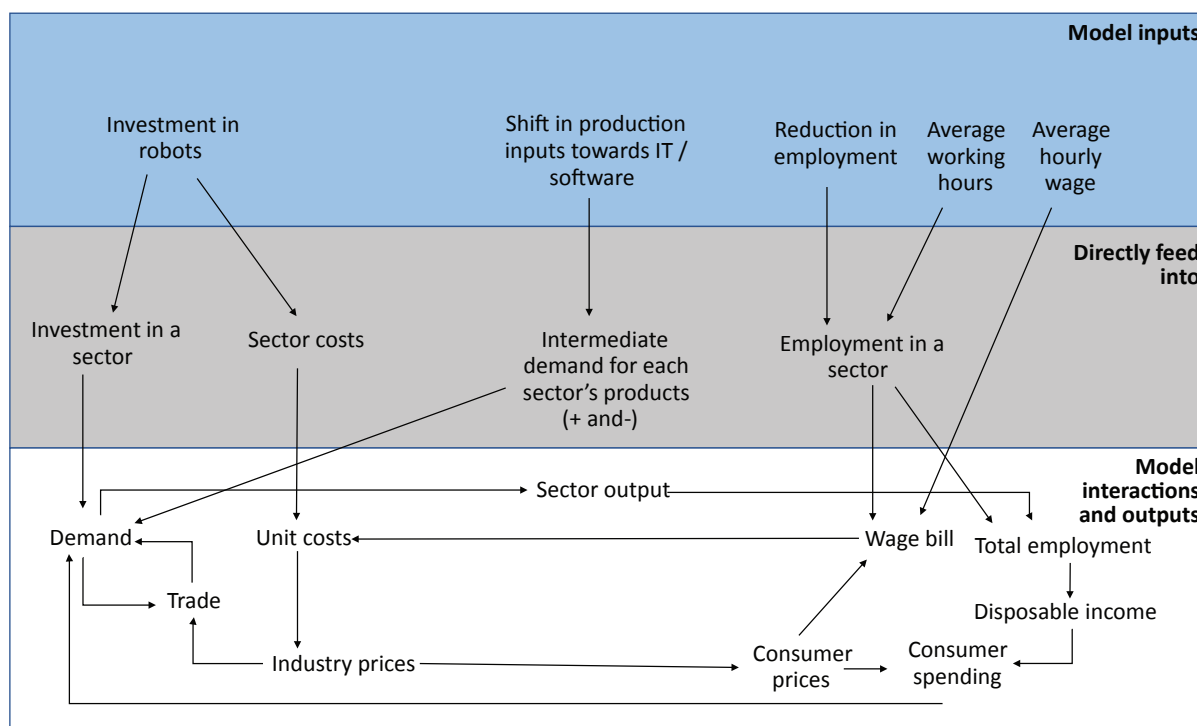 Model inputs
Investment in
robots
Shift in production
inputs towards IT /
software
Reduction in
employment
Average
working
hours
Average
hourly
wage
Directly feed
into
Investment in a
sector
Sector costs
Intermediate
demand for each
sector's products
(+ and-)
Employment in a
sector
Model
interactions
and outputs
Sector output
Demand
Unit costs
Wage bill
Total employment
Trade
Disposable income
Industry prices
Consumer
prices
Consumer
spending